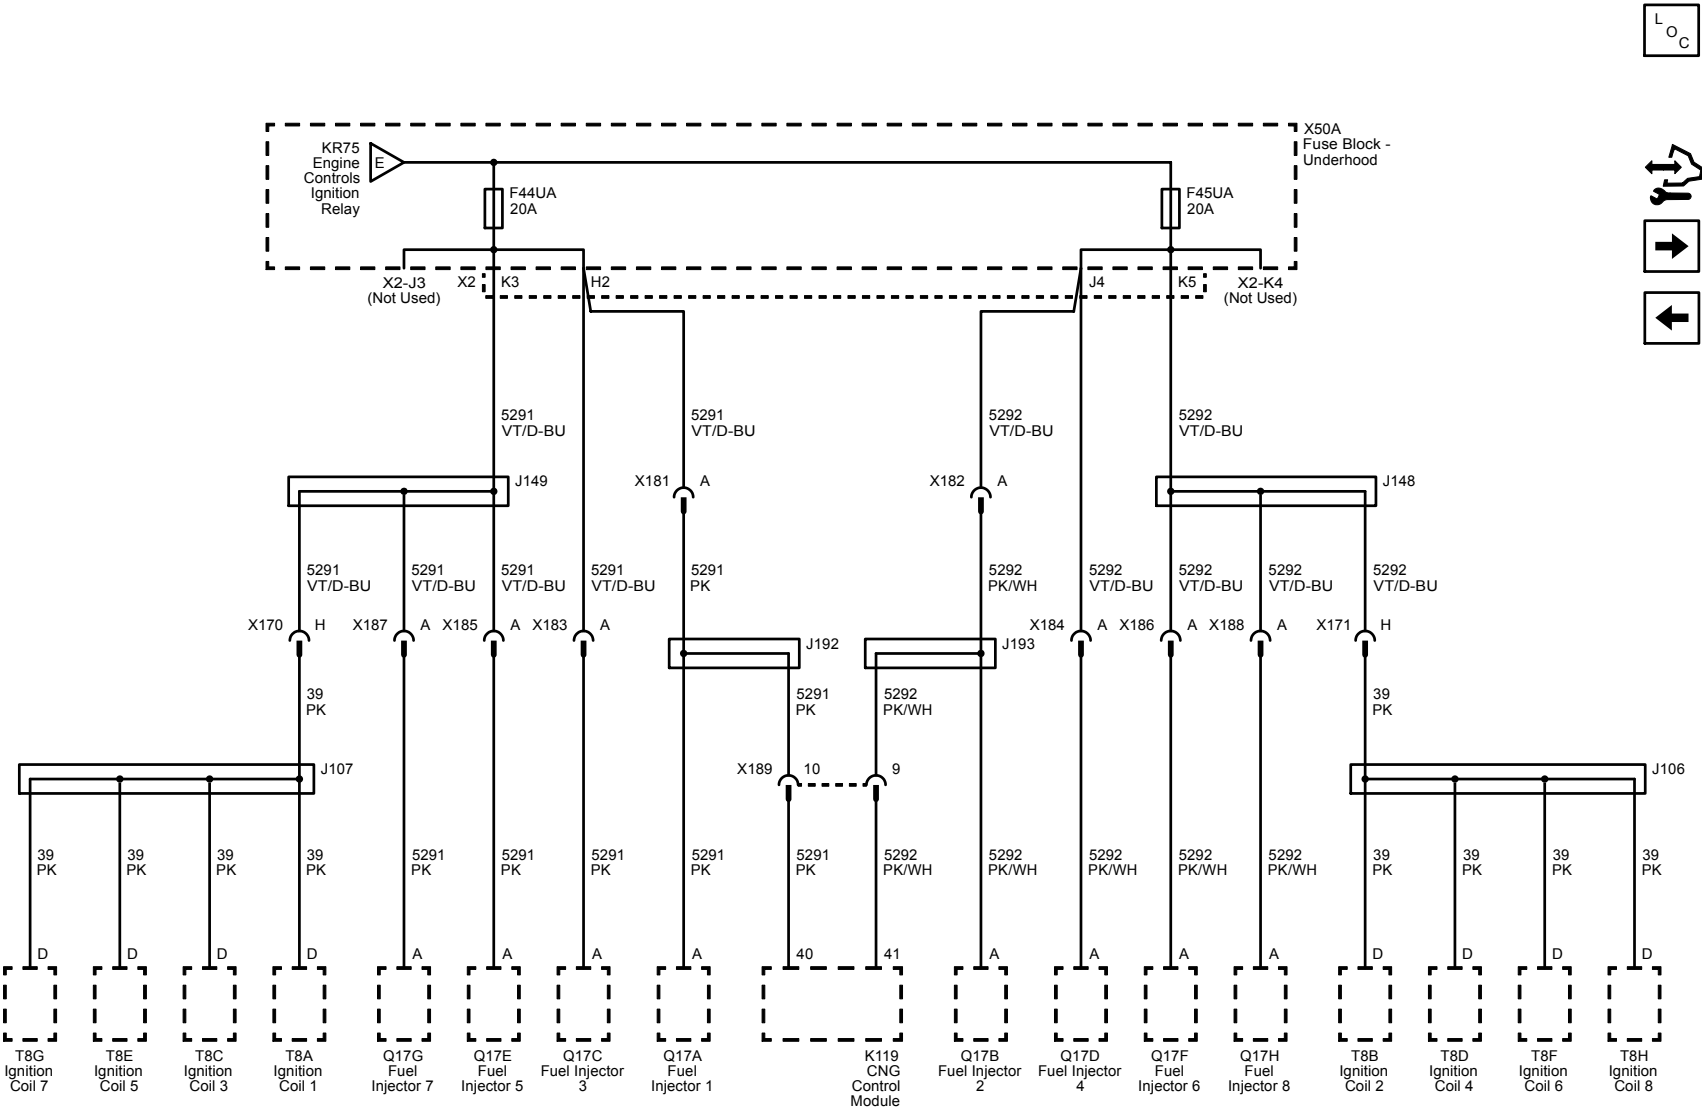 L
O
C
X50A
Fuse Block -
Underhood
KR75
Engine
Controls
Ignition
Relay
E
F44UA
20A
F45UA
20A
X2-J3
(Not Used)
X2
K3
H2
J4
K5
X2-K4
(Not Used)
5291
VT/D-BU
5291
VT/D-BU
5292
VT/D-BU
5292
VT/D-BU
J149
X181
A
X182
A
J148
5291
VT/D-BU
5291
VT/D-BU
5291
VT/D-BU
5291
VT/D-BU
5291
PK
5292
PK/WH
5292
VT/D-BU
5292
VT/D-BU
5292
VT/D-BU
5292
VT/D-BU
X170
H
X187
A
X185
A
X183
A
J192
J193
X184
A
X186
A
X188
A
X171
H
39
PK
5291
PK
5292
PK/WH
39
PK
J107
X189
10
9
J106
39
PK
39
PK
39
PK
39
PK
5291
PK
5291
PK
5291
PK
5291
PK
5291
PK
5292
PK/WH
5292
PK/WH
5292
PK/WH
5292
PK/WH
5292
PK/WH
39
PK
39
PK
39
PK
39
PK
D
D
D
D
A
A
A
A
40
41
A
A
A
A
D
D
D
D
T8G
Ignition
Coil 7
T8E
Ignition
Coil 5
T8C
Ignition
Coil 3
T8A
Ignition
Coil 1
Q17G
Fuel
Injector 7
Q17E
Fuel
Injector 5
Q17C
Fuel Injector
3
Q17A
Fuel
Injector 1
K119
CNG
Control
Module
Q17B
Fuel Injector
2
Q17D
Fuel Injector
4
Q17F
Fuel
Injector 6
Q17H
Fuel
Injector 8
T8B
Ignition
Coil 2
T8D
Ignition
Coil 4
T8F
Ignition
Coil 6
T8H
Ignition
Coil 8